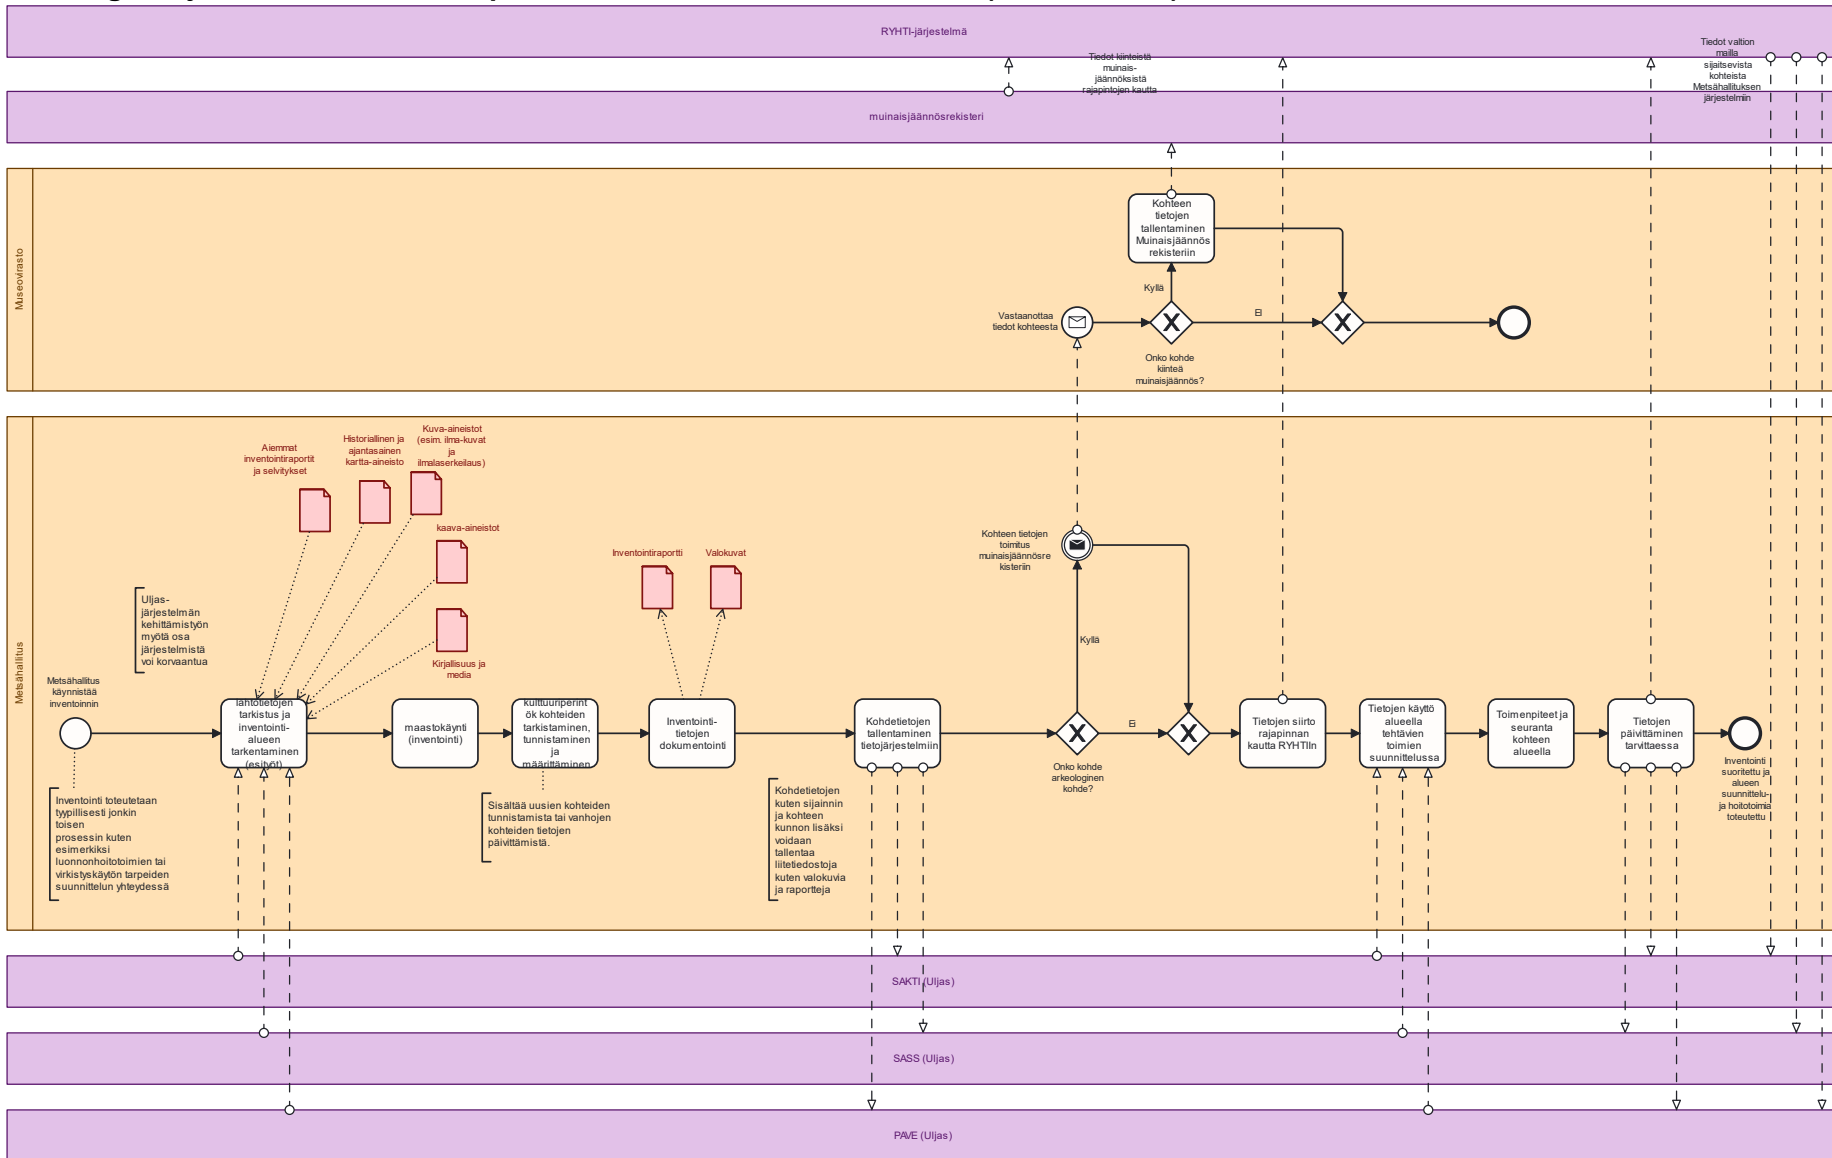 RYHTI-järjestelmä
Tiedot kiinteistä
muinais-
jäännöksistä
rajapintojen kautta
Tiedot valtion
mailla
sijaitsevista
kohteista
Metsähallituksen
järjestelmiin
muinaisjäännösrekisteri
Museovirasto
Kohteen
tietojen
tallentaminen
Muinaisjäännös
rekisteriin
Kyllä
Vastaanottaa
tiedot kohteesta
EI
Onko kohde
kiinteä
muinaisjäännös?
Metsähallitus
Aiemmat
inventointiraportit
ja selvitykset
Historiallinen ja
ajantasainen
kartta-aineisto
Kuva-aineistot
(esim. ilma-kuvat
ja
ilmalaserkeilaus)
kaava-aineistot
Kirjallisuus ja
media
Inventointiraportti
Valokuvat
Kohteen tietojen
toimitus
muinaisjäännösre
kisteriin
Uljas-
järjestelmän
kehittämistyön
myötä osa
järjestelmistä
voi korvaantua
Metsähallitus
käynnistää
inventoinnin
lähtötietojen
tarkistus ja
inventointi-
alueen
tarkentaminen
(esityöt)
maastokäynti
(inventointi)
kulttuuriperint
ök kohteiden
tarkistaminen,
tunnistaminen
ja
määrittäminen
Inventointi-
tietojen
dokumentointi
Kohdetietojen
tallentaminen
tietojärjestelmiin
Kyllä
Ei
Onko kohde
arkeologinen
kohde?
Tietojen siirto
rajapinnan
kautta RYHTIIn
Tietojen käyttö
alueella
tehtävien
toimien
suunnittelussa
Toimenpiteet ja
seuranta
kohteen
alueella
Tietojen
päivittäminen
tarvittaessa
Inventointi
suoritettu ja
alueen
suunnittelu-
ja hoitotoimia
toteutettu
Inventointi toteutetaan
tyypillisesti jonkin
toisen
prosessin kuten
esimerkiksi
luonnonhoitotoimien tai
virkistyskäytön tarpeiden
suunnittelun yhteydessä
Sisältää uusien kohteiden
tunnistamista tai vanhojen
kohteiden tietojen
päivittämistä.
Kohdetietojen
kuten sijainnin
ja kohteen
kunnon lisäksi
voidaan
tallentaa
liitetiedostoja
kuten valokuvia
ja raportteja
SAKTI (Uljas)
SASS (Uljas)
PAVE (Uljas)